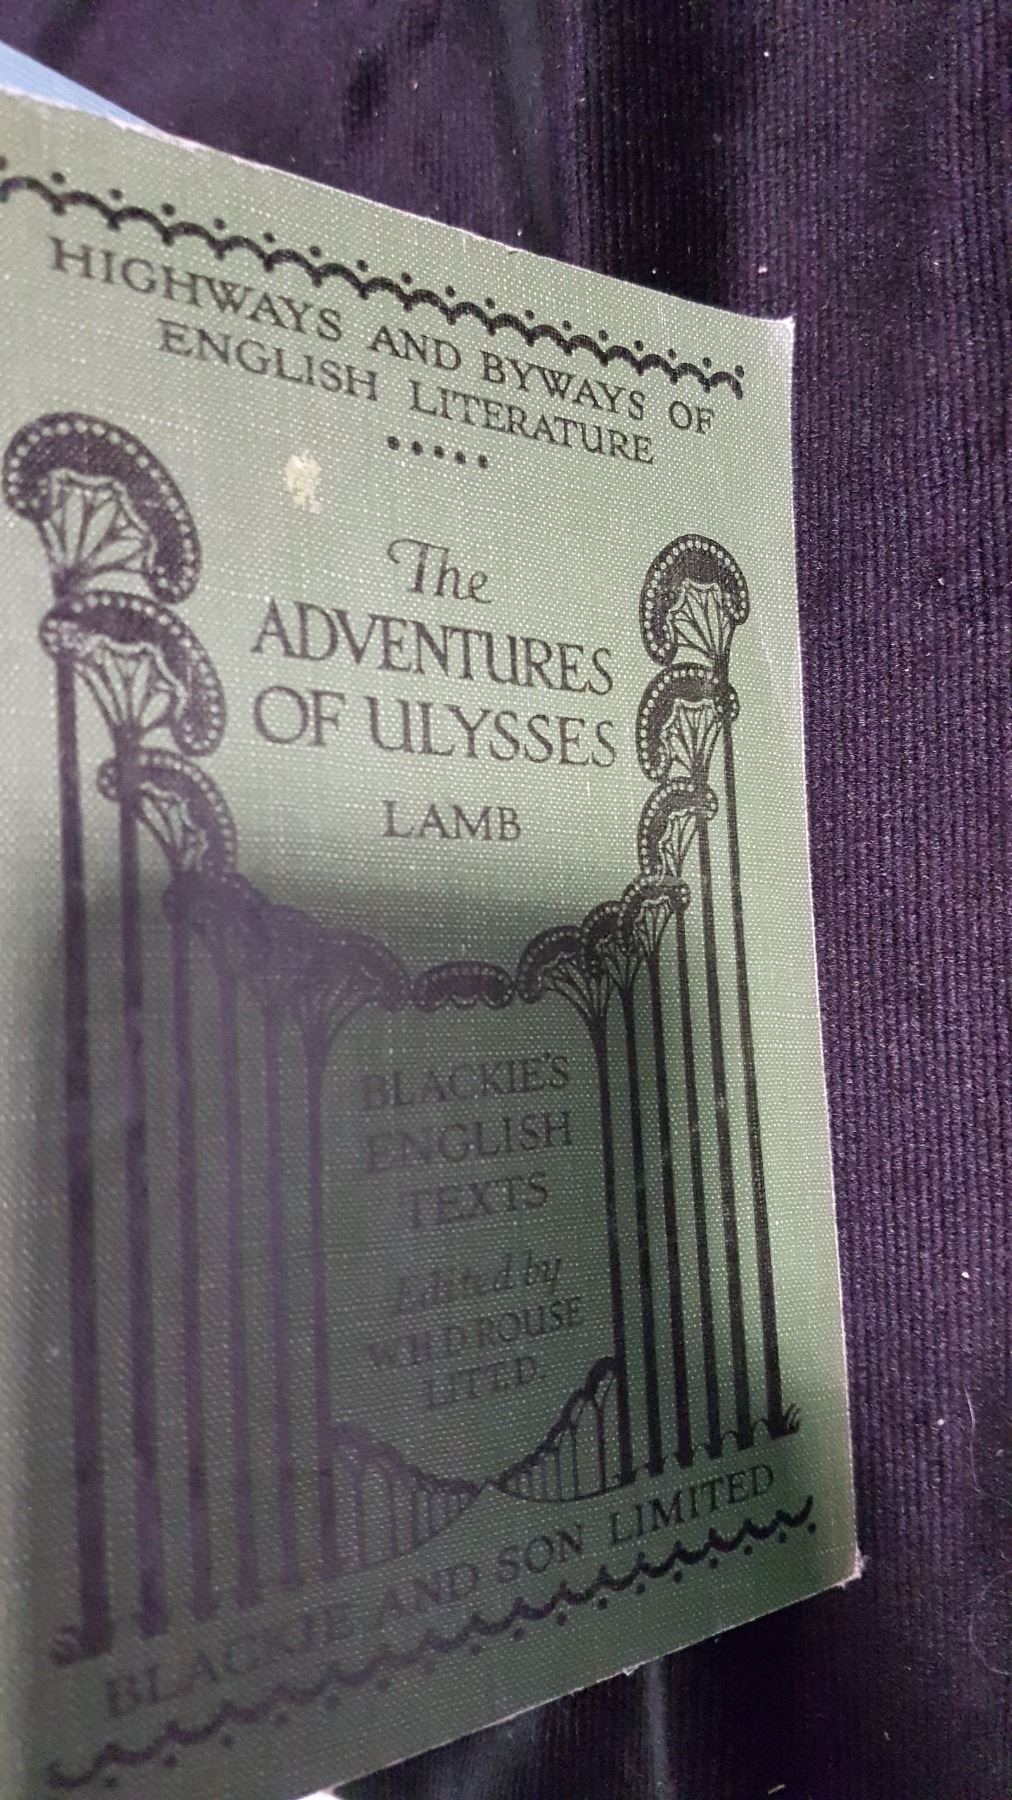 HIGHWAYS AND BYWAYS OF
ENGLISH LITERATURE
The
ADVENTURES
OF ULYSSES
LAMB
BLACKIE'S
ENGLISH
TEXTS
Edited by
W.H.D. ROUSE
LITT.D.
BLACKIE AND SON LIMITED